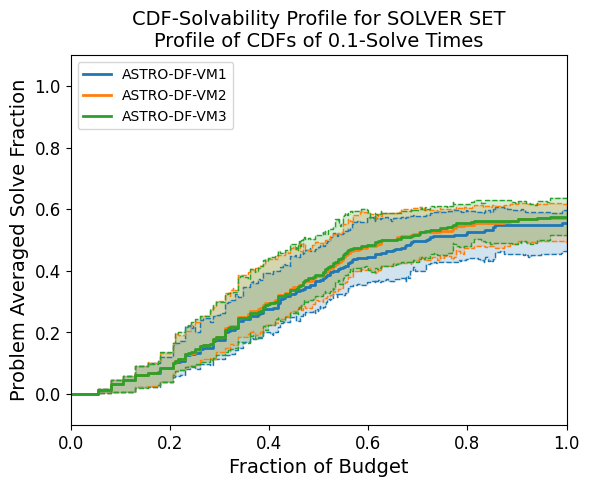 CDF-Solvability Profile for SOLVER SET
Profile of CDFs of 0.1-Solve Times
ASTRO-DF-VM1
ASTRO-DF-VM2
ASTRO-DF-VM3
Problem Averaged Solve Fraction
1.0
0.8
0.6
0.4
0.2
0.0
0.0 0.2 0.4 0.6 0.8 1.0
Fraction of Budget